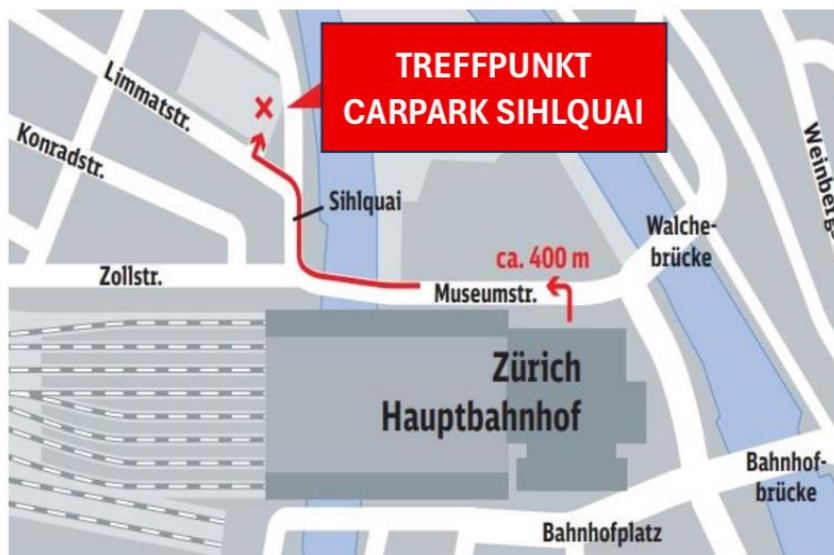 TREFFPUNKT
CARPARK SIHLQUAI
Limmatstr.
Konradstr.
Sihlquai
Weinberg-
Walche-
brücke
ca. 400 m
Zollstr.
Museumstr.
Zürich
Hauptbahnhof
Bahnhof-
brücke
Bahnhofplatz